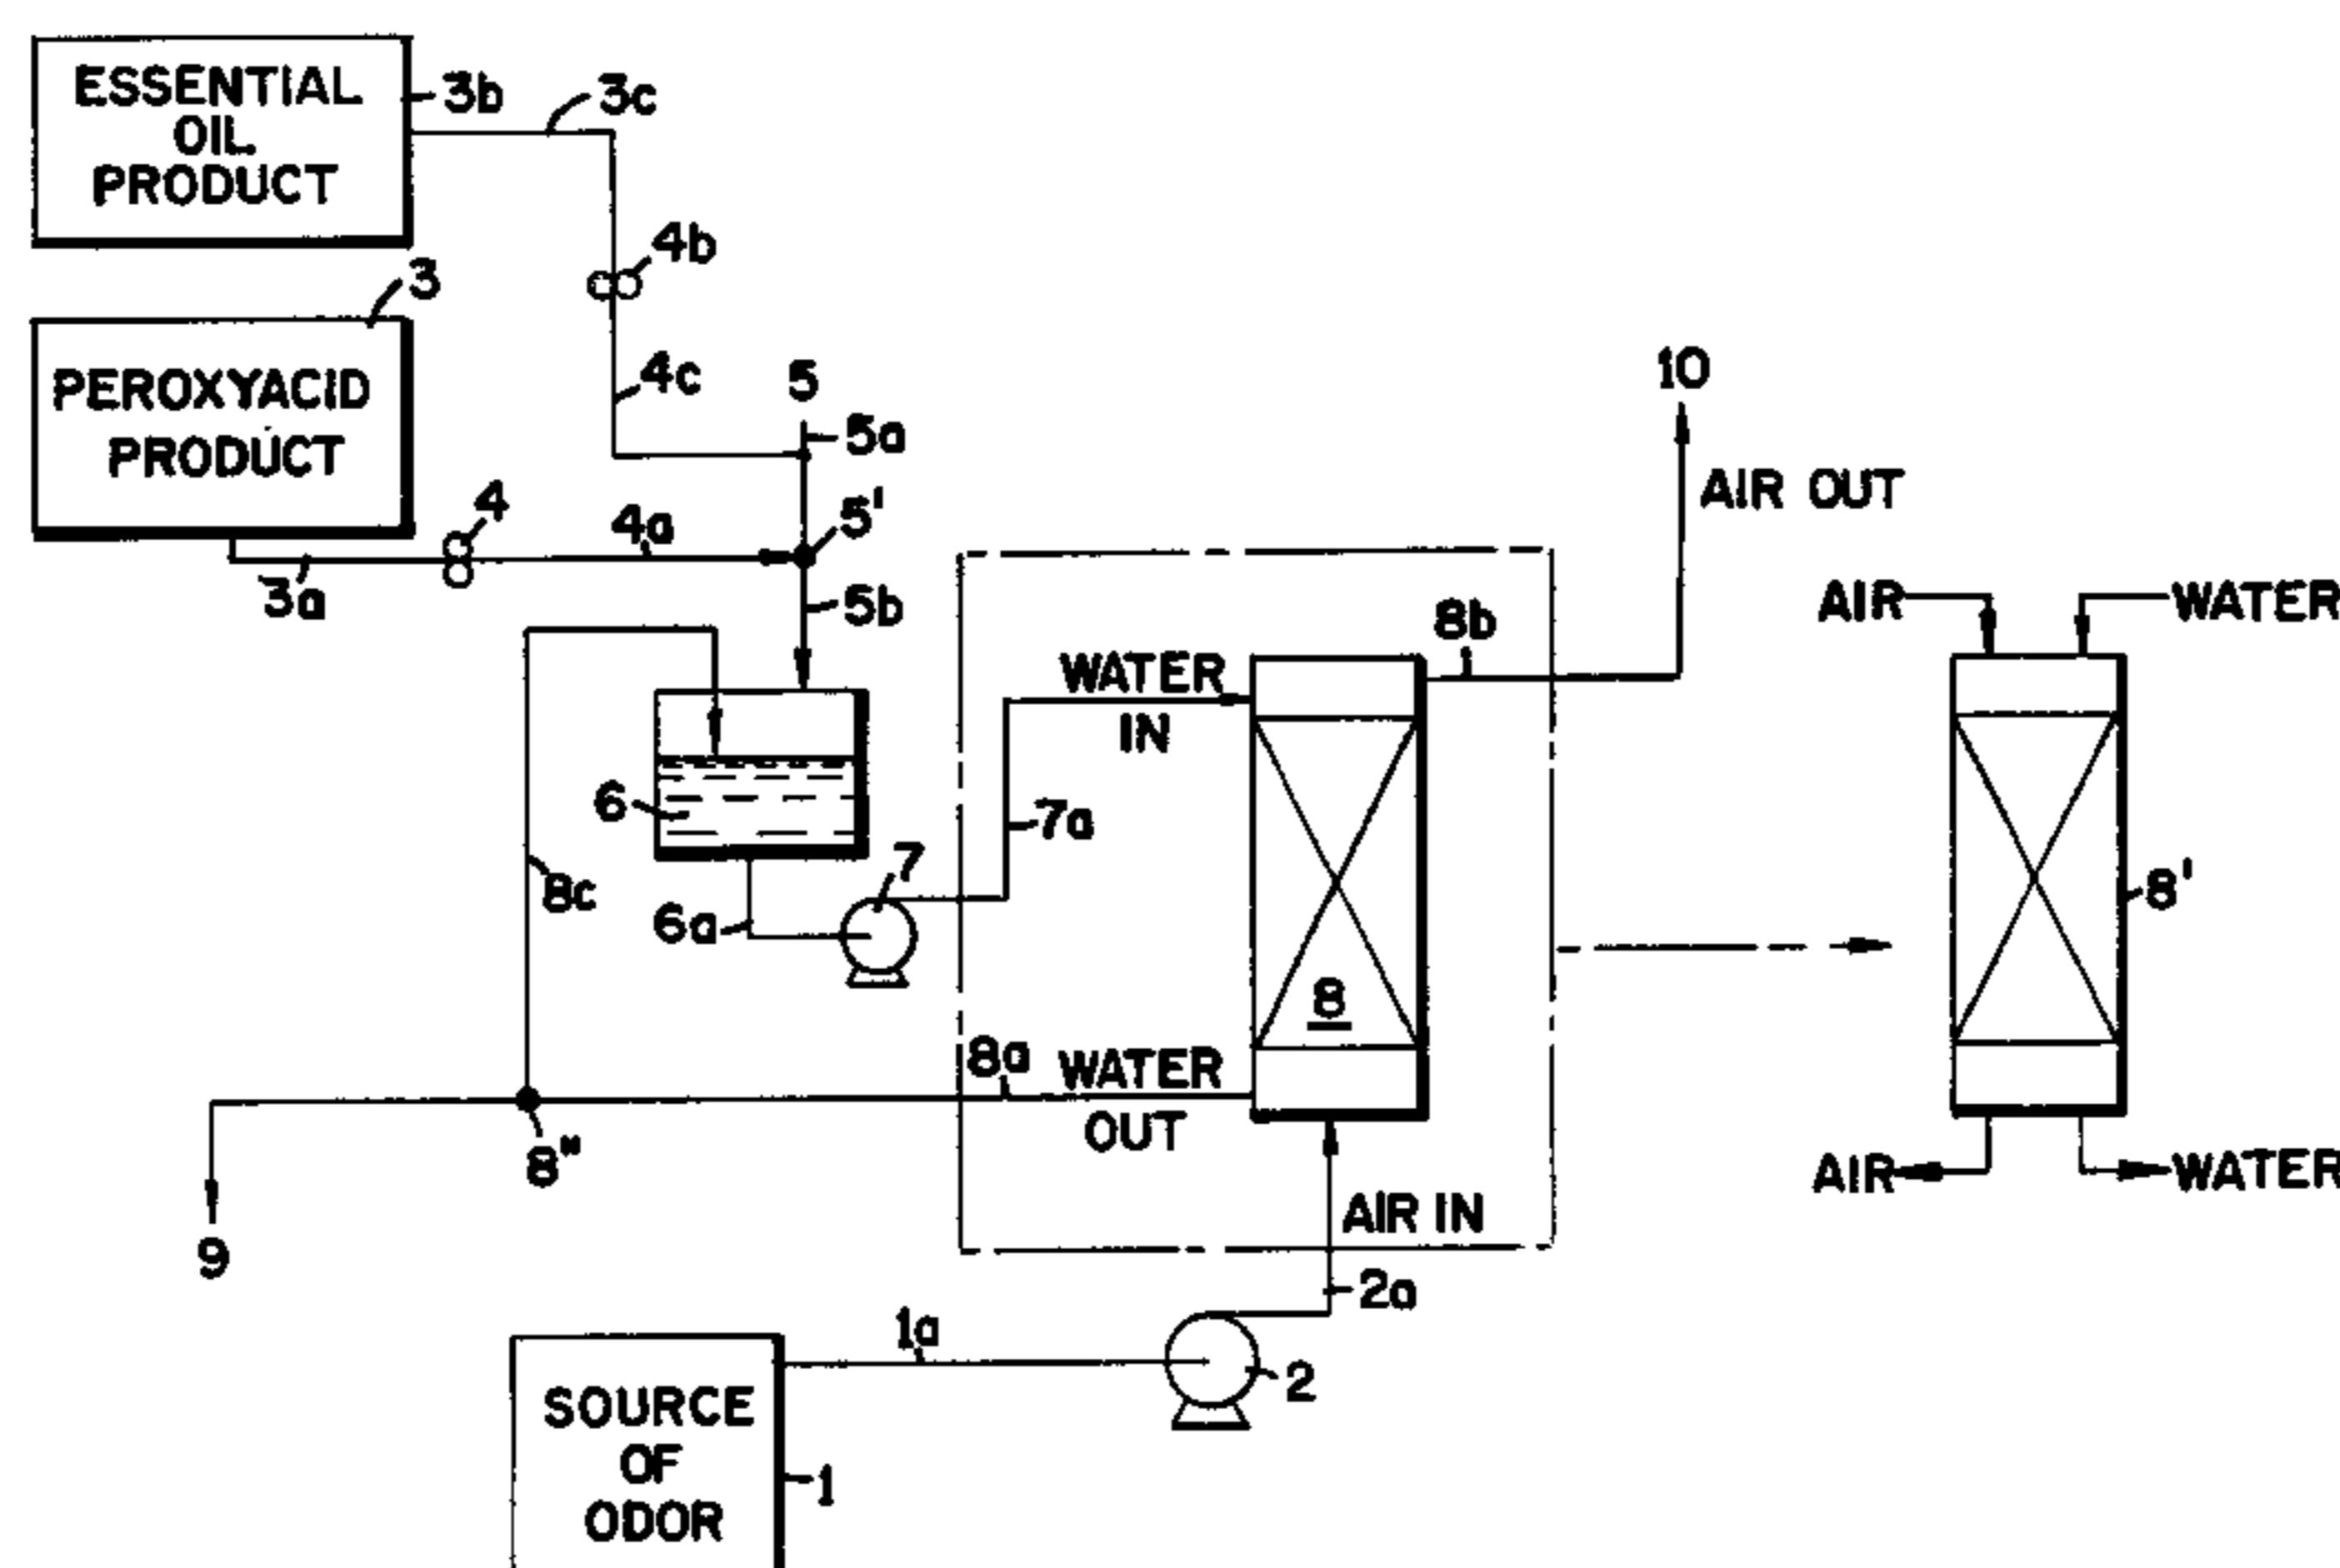 ESSENTIAL
OIL
PRODUCT
3b
3c
4b
3
PEROXYACID
PRODUCT
4c
5
5a
10
AIR OUT
4
4a
5'
3a
5b
8b
AIR
WATER
WATER
IN
6
7a
7
8c
6a
8'
8
8a
WATER
OUT
8"
AIR
WATER
AIR IN
9
2a
1a
2
SOURCE
OF
ODOR
1